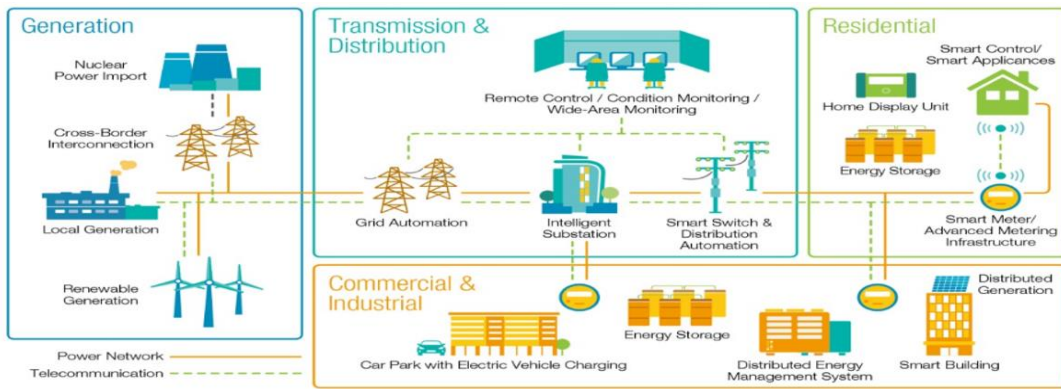 Generation
Nuclear
Power Import
Cross-Border
Interconnection
Local Generation
Renewable
Generation
Power Network
Telecommunication
Transmission &
Distribution
Remote Control / Condition Monitoring /
Wide-Area Monitoring
Grid Automation
Intelligent
Substation
Smart Switch &
Distribution
Automation
Residential
Smart Control/
Smart Applicances
Home Display Unit
Energy Storage
Smart Meter/
Advanced Metering
Infrastructure
Commercial &
Industrial
Car Park with Electric Vehicle Charging
Energy Storage
Distributed Energy
Management System
Distributed
Generation
Smart Building